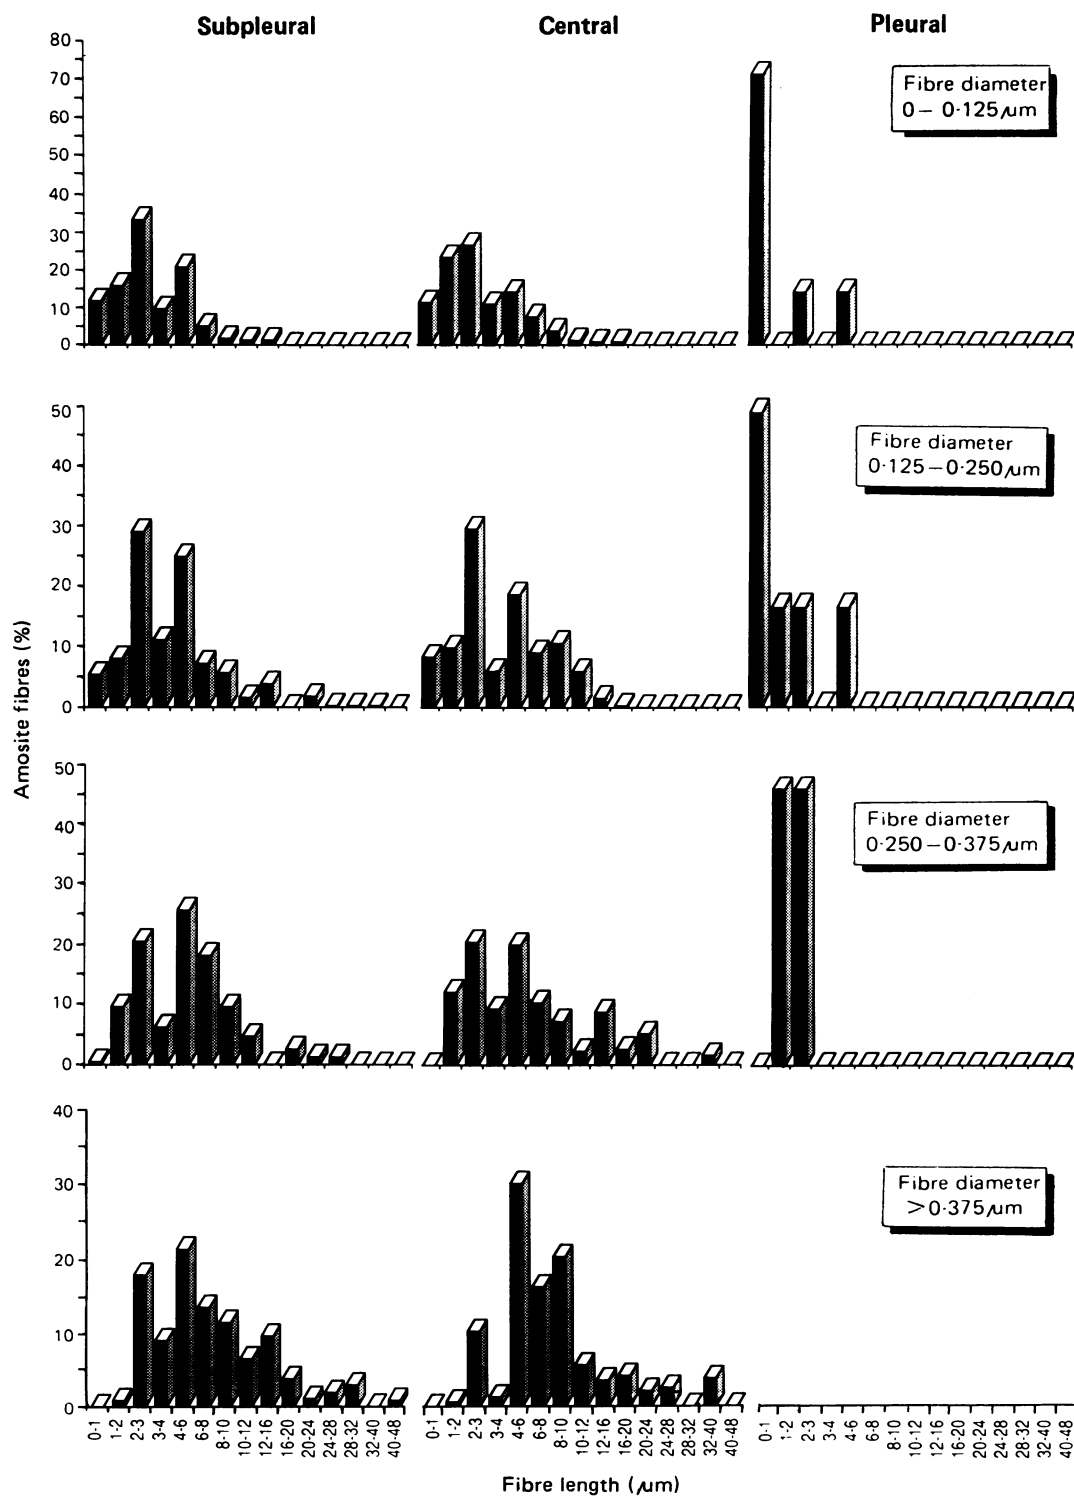 Subpleural Central Pleural
80
70
60
50
40
30
20
10
0
Fibre diameter
0 – 0·125 µm
50
40
30
20
10
0
Fibre diameter
0·125 – 0·250 µm
Amosite fibres (%)
50
40
30
20
10
0
Fibre diameter
0·250 – 0·375 µm
40
30
20
10
0
Fibre diameter
>0·375 µm
0-1 1-2 2-3 3-4 4-6 6-8 8-10 10-12 12-16 16-20 20-24 24-28 28-32 32-40 40-48
0-1 1-2 2-3 3-4 4-6 6-8 8-10 10-12 12-16 16-20 20-24 24-28 28-32 32-40 40-48
0-1 1-2 2-3 3-4 4-6 6-8 8-10 10-12 12-16 16-20 20-24 24-28 28-32 32-40 40-48
Fibre length (µm)